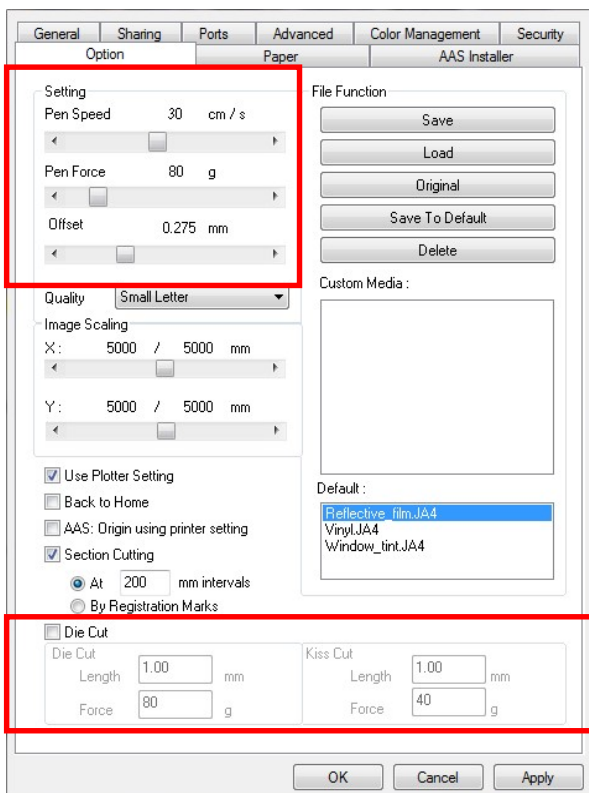 General Sharing Ports Advanced Color Management Security
Option Paper AAS Installer
Setting
Pen Speed 30 cm / s
Pen Force 80 g
Offset 0.275 mm
Quality Small Letter
Image Scaling
X : 5000 / 5000 mm
Y : 5000 / 5000 mm
Use Plotter Setting
Back to Home
AAS: Origin using printer setting
Section Cutting
At 200 mm intervals
By Registration Marks
File Function
Save
Load
Original
Save To Default
Delete
Custom Media :
Default :
Reflective_film.JA4
Vinyl.JA4
Window_tint.JA4
Die Cut
Die Cut
Length 1.00 mm
Force 80 g
Kiss Cut
Length 1.00 mm
Force 40 g
OK Cancel Apply